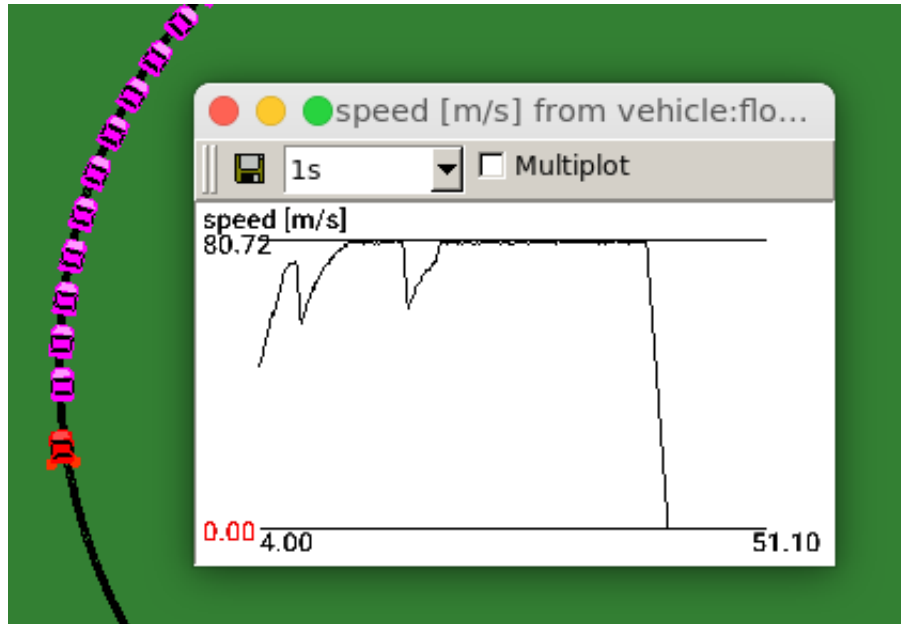 speed [m/s] from vehicle:flo...
1s
Multiplot
speed [m/s]
80.72
0.00
4.00
51.10